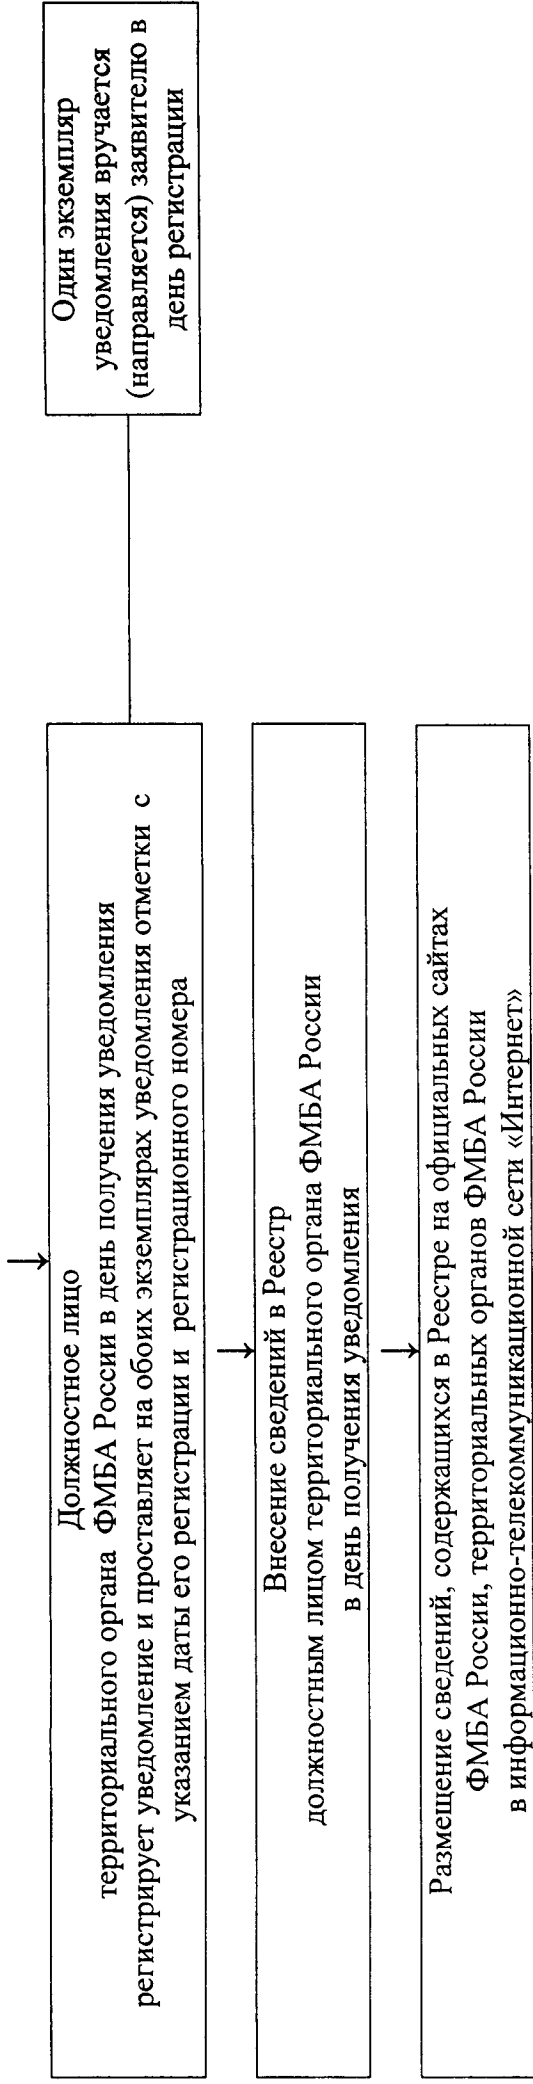 Должностное лицо
территориального органа ФМБА России в день получения уведомления
регистрирует уведомление и проставляет на обоих экземплярах уведомления отметки с
указанием даты его регистрации и регистрационного номера
Один экземпляр
уведомления вручается
(направляется) заявителю в
день регистрации
Внесение сведений в Реестр
должностным лицом территориального органа ФМБА России
в день получения уведомления
Размещение сведений, содержащихся в Реестре на официальных сайтах
ФМБА России, территориальных органов ФМБА России
в информационно-телекоммуникационной сети «Интернет»